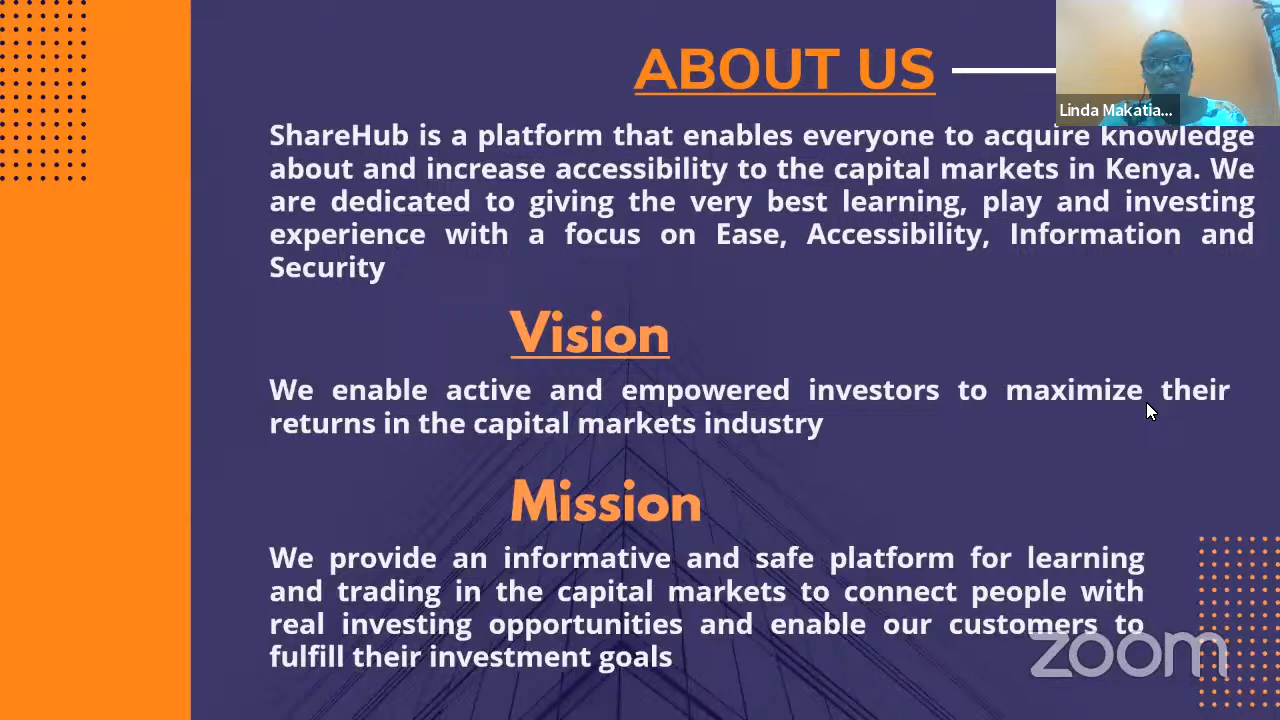 ABOUT US
Linda Makatia...
ShareHub is a platform that enables everyone to acquire knowledge
about and increase accessibility to the capital markets in Kenya. We
are dedicated to giving the very best learning, play and investing
experience with a focus on Ease, Accessibility, Information and
Security
Vision
We enable active and empowered investors to maximize their
returns in the capital markets industry
Mission
We provide an informative and safe platform for learning
and trading in the capital markets to connect people with
real investing opportunities and enable our customers to
fulfill their investment goals
zoom